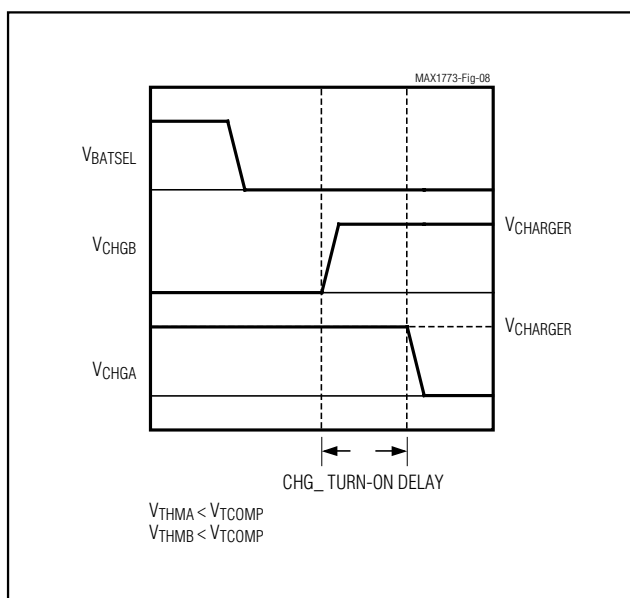 MAX1773-Fig-08
VBATSEL
VCHGB
VCHARGER
VCHGA
VCHARGER
CHG_ TURN-ON DELAY
VTHMA < VTCOMP
VTHMB < VTCOMP